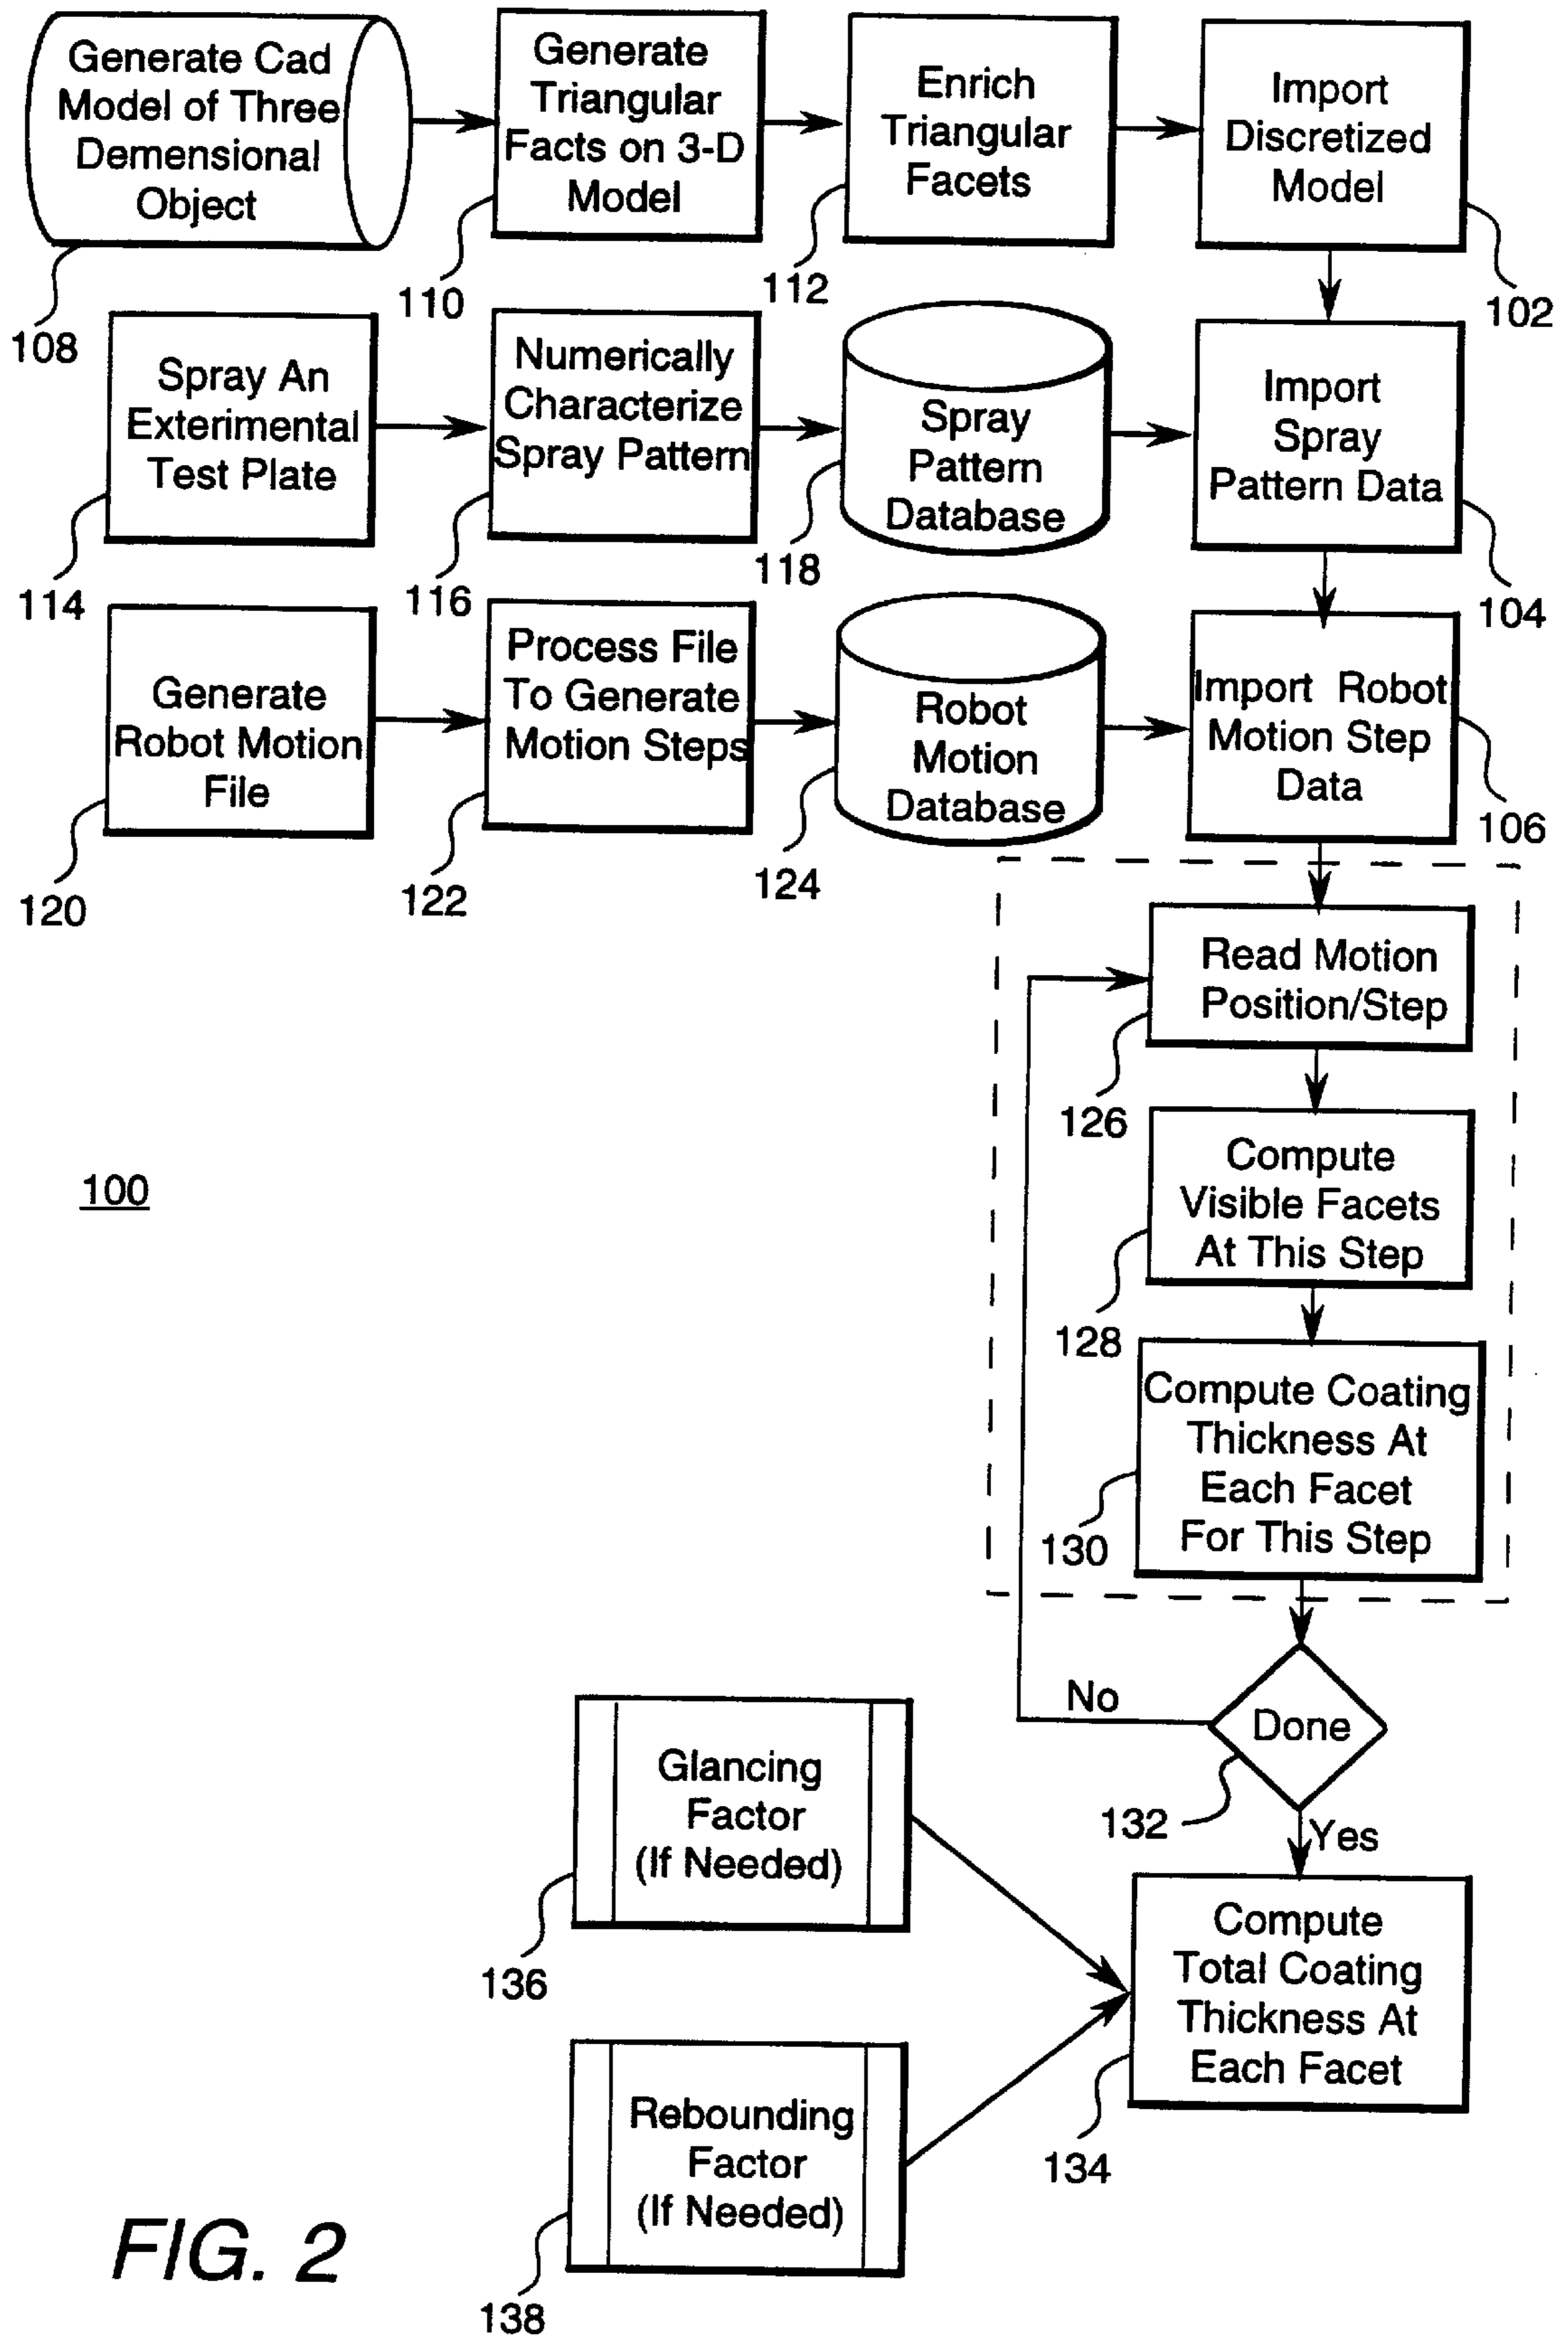 Generate Cad
Model of Three
Demensional
Object
108
Generate
Triangular
Facts on 3-D
Model
110
Enrich
Triangular
Facets
112
Import
Discretized
Model
102
Spray An
Exterimental
Test Plate
114
Numerically
Characterize
Spray Pattern
116
Spray
Pattern
Database
118
Import
Spray
Pattern Data
104
Generate
Robot Motion
File
120
Process File
To Generate
Motion Steps
122
Robot
Motion
Database
124
Import Robot
Motion Step
Data
106
Read Motion
Position/Step
126
100
Compute
Visible Facets
At This Step
128
Compute Coating
Thickness At
Each Facet
For This Step
130
No
Done
132
Yes
Glancing
Factor
(If Needed)
136
Compute
Total Coating
Thickness At
Each Facet
134
Rebounding
Factor
(If Needed)
138
FIG. 2